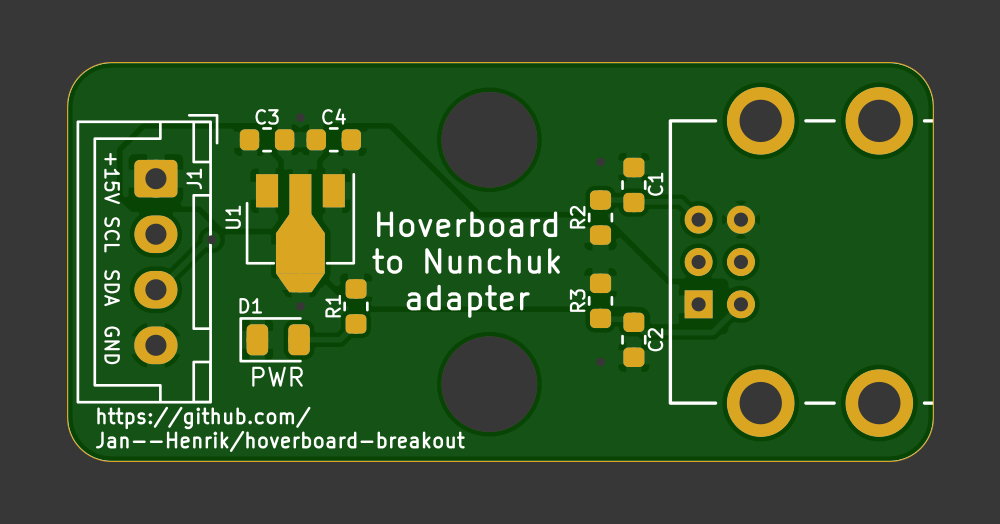 C3 C4
+15V SCL SDA GND
J1
U1
D1
R1
PWR
Hoverboard
to Nunchuk
adapter
R2
C1
R3
C2
https://github.com/
Jan--Henrik/hoverboard-breakout